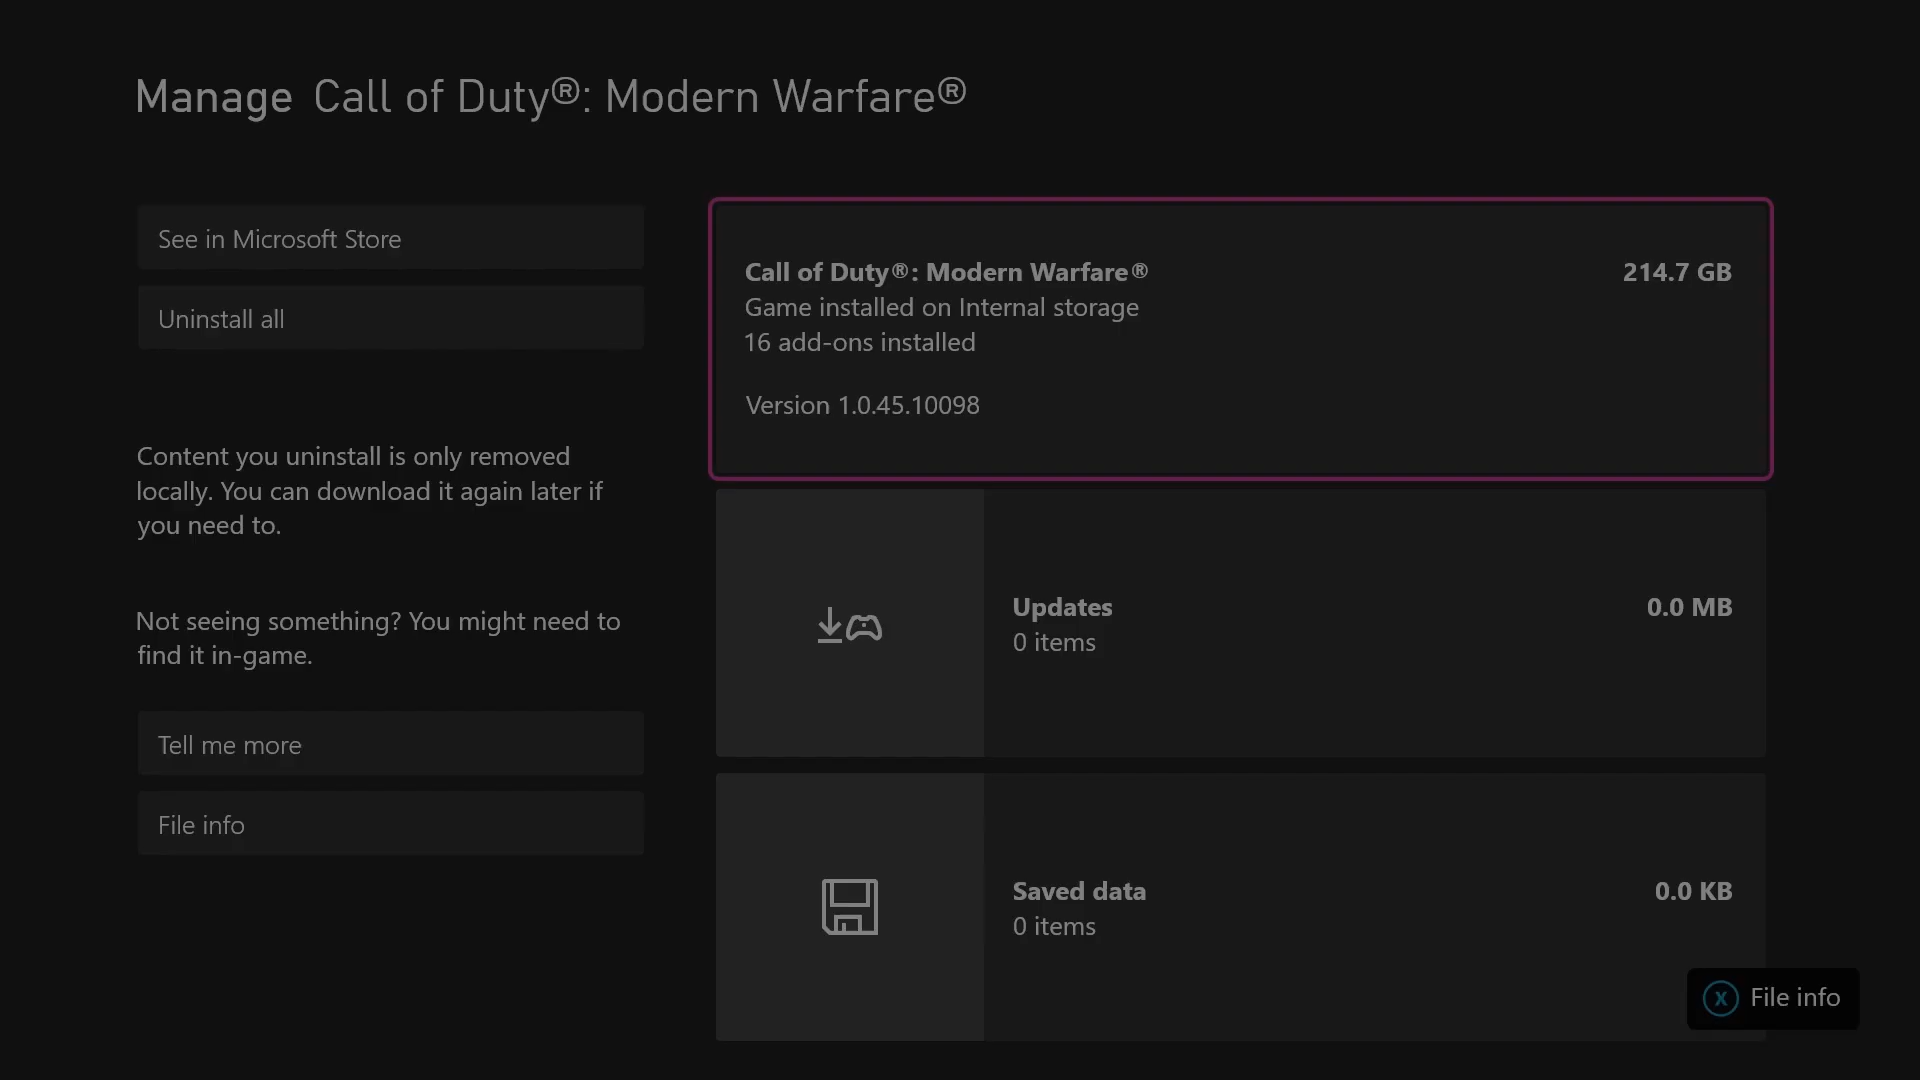 Manage Call of Duty®: Modern Warfare®
See in Microsoft Store
Uninstall all
Content you uninstall is only removed
locally. You can download it again later if
you need to.
Not seeing something? You might need to
find it in-game.
Tell me more
File info
Call of Duty®: Modern Warfare® 214.7 GB
Game installed on Internal storage
16 add-ons installed
Version 1.0.45.10098
Updates 0.0 MB
0 items
Saved data 0.0 KB
0 items
X File info